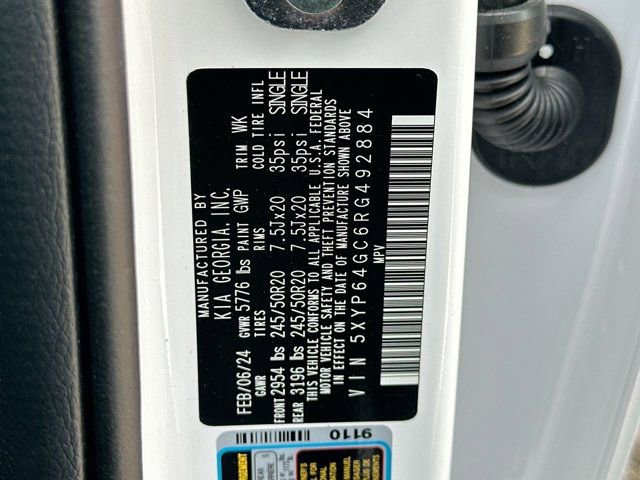 MANUFACTURED BY
KIA GEORGIA, INC.
FEB/06/24 GVWR 5776 lbs PAINT GWP TRIM WK
GAWR TIRES RIMS COLD TIRE INFL
FRONT 2954 lbs 245/50R20 7.5Jx20 35psi SINGLE
REAR 3196 lbs 245/50R20 7.5Jx20 35psi SINGLE
THIS VEHICLE CONFORMS TO ALL APPLICABLE U.S.A. FEDERAL
MOTOR VEHICLE SAFETY AND THEFT PREVENTION STANDARDS
IN EFFECT ON THE DATE OF MANUFACTURE SHOWN ABOVE
VIN 5XYP64GC6RG492884
MPV
9110